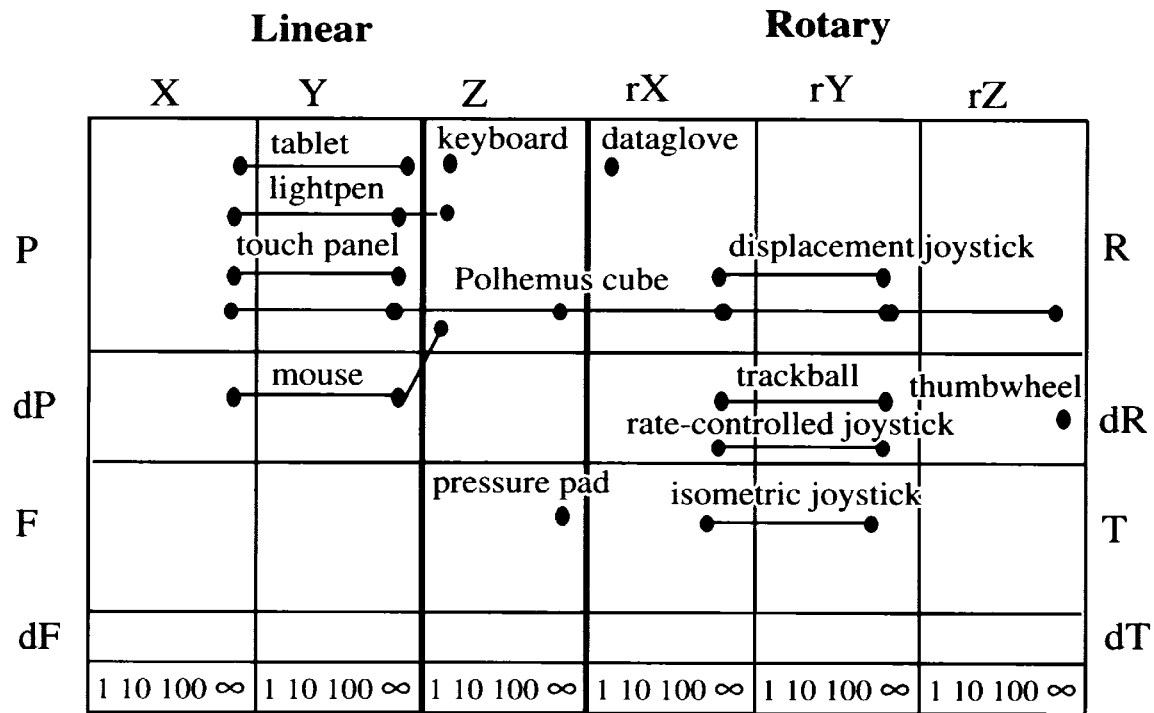 Linear Rotary
X Y Z rX rY rZ
tablet keyboard dataglove
lightpen
P touch panel displacement joystick R
Polhemus cube
mouse trackball thumbwheel
dP dR
rate-controlled joystick
pressure pad isometric joystick
F T
dF dT
1 10 100 ∞ 1 10 100 ∞ 1 10 100 ∞ 1 10 100 ∞ 1 10 100 ∞ 1 10 100 ∞